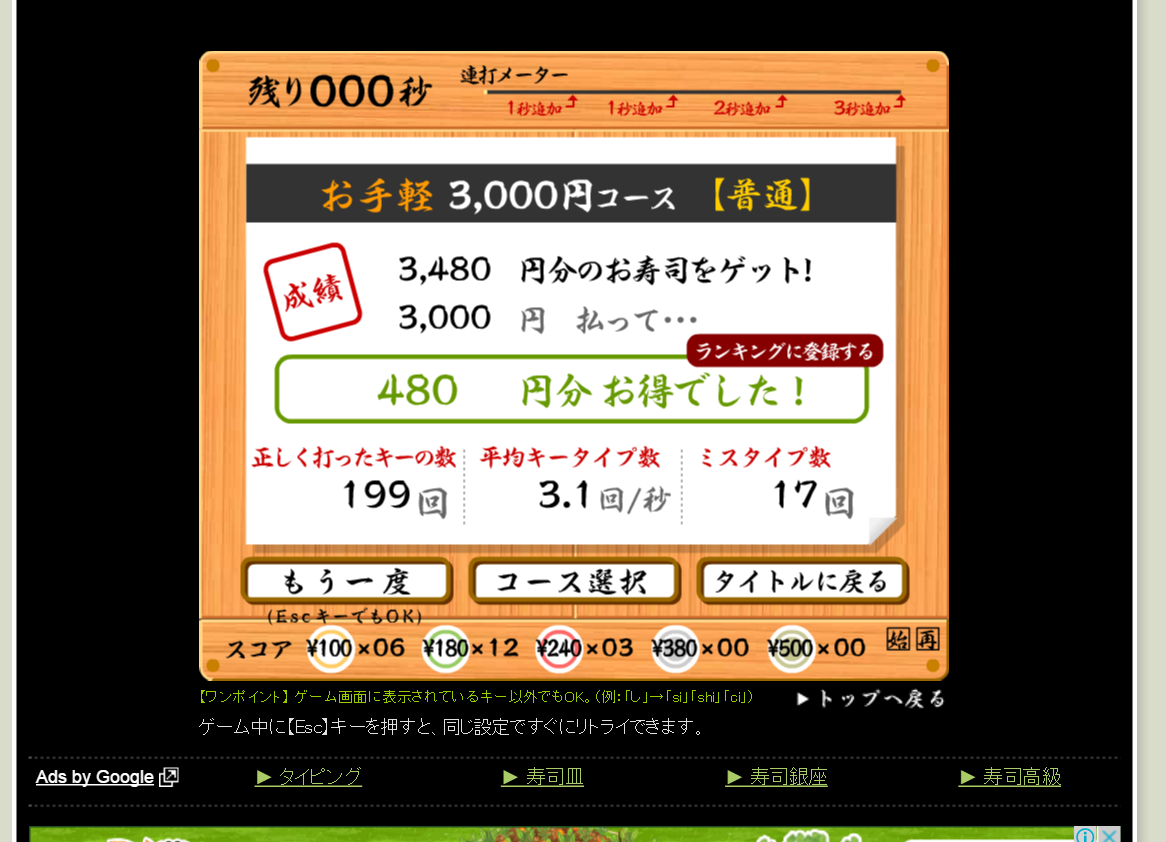 残り000秒
連打メーター
1秒追加 1秒追加 2秒追加 3秒追加
お手軽 3,000円コース 【普通】
成績
3,480 円分のお寿司をゲット!
3,000 円 払って…
ランキングに登録する
480 円分 お得でした！
正しく打ったキーの数 平均キータイプ数 ミスタイプ数
199回 3.1回/秒 17回
もう一度 コース選択 タイトルに戻る
(Escキーでも OK)
スコア ¥100×06 ¥180×12 ¥240×03 ¥380×00 ¥500×00 始 再
【ワンポイント】 ゲーム画面に表示されているキー以外でもOK。（例：「し」→「si」「shi」「ci」）
▶トップへ戻る
ゲーム中に【Esc】キーを押すと、同じ設定ですぐにリトライできます。
Ads by Google ► タイピング ► 寿司皿 ► 寿司銀座 ► 寿司高級